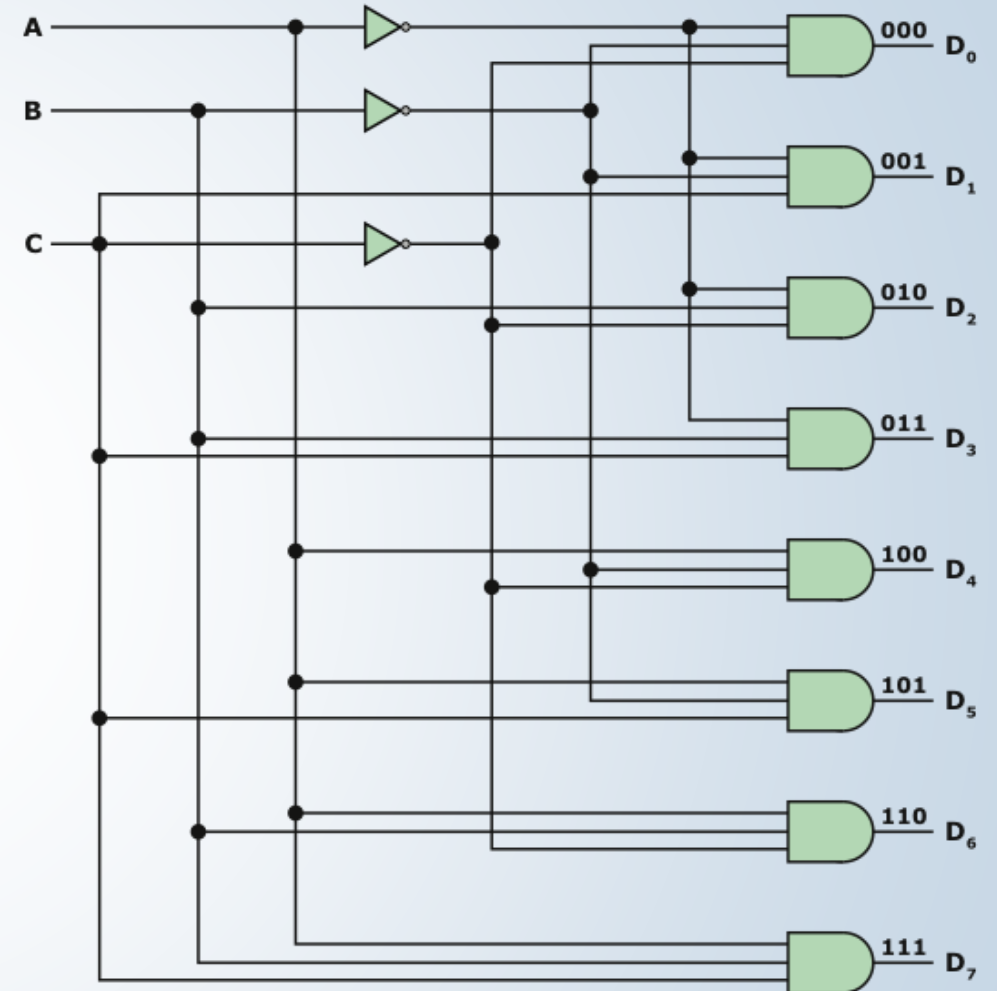 A
000 D₀
B
001 D₁
C
010 D₂
011 D₃
100 D₄
101 D₅
110 D₆
111 D₇